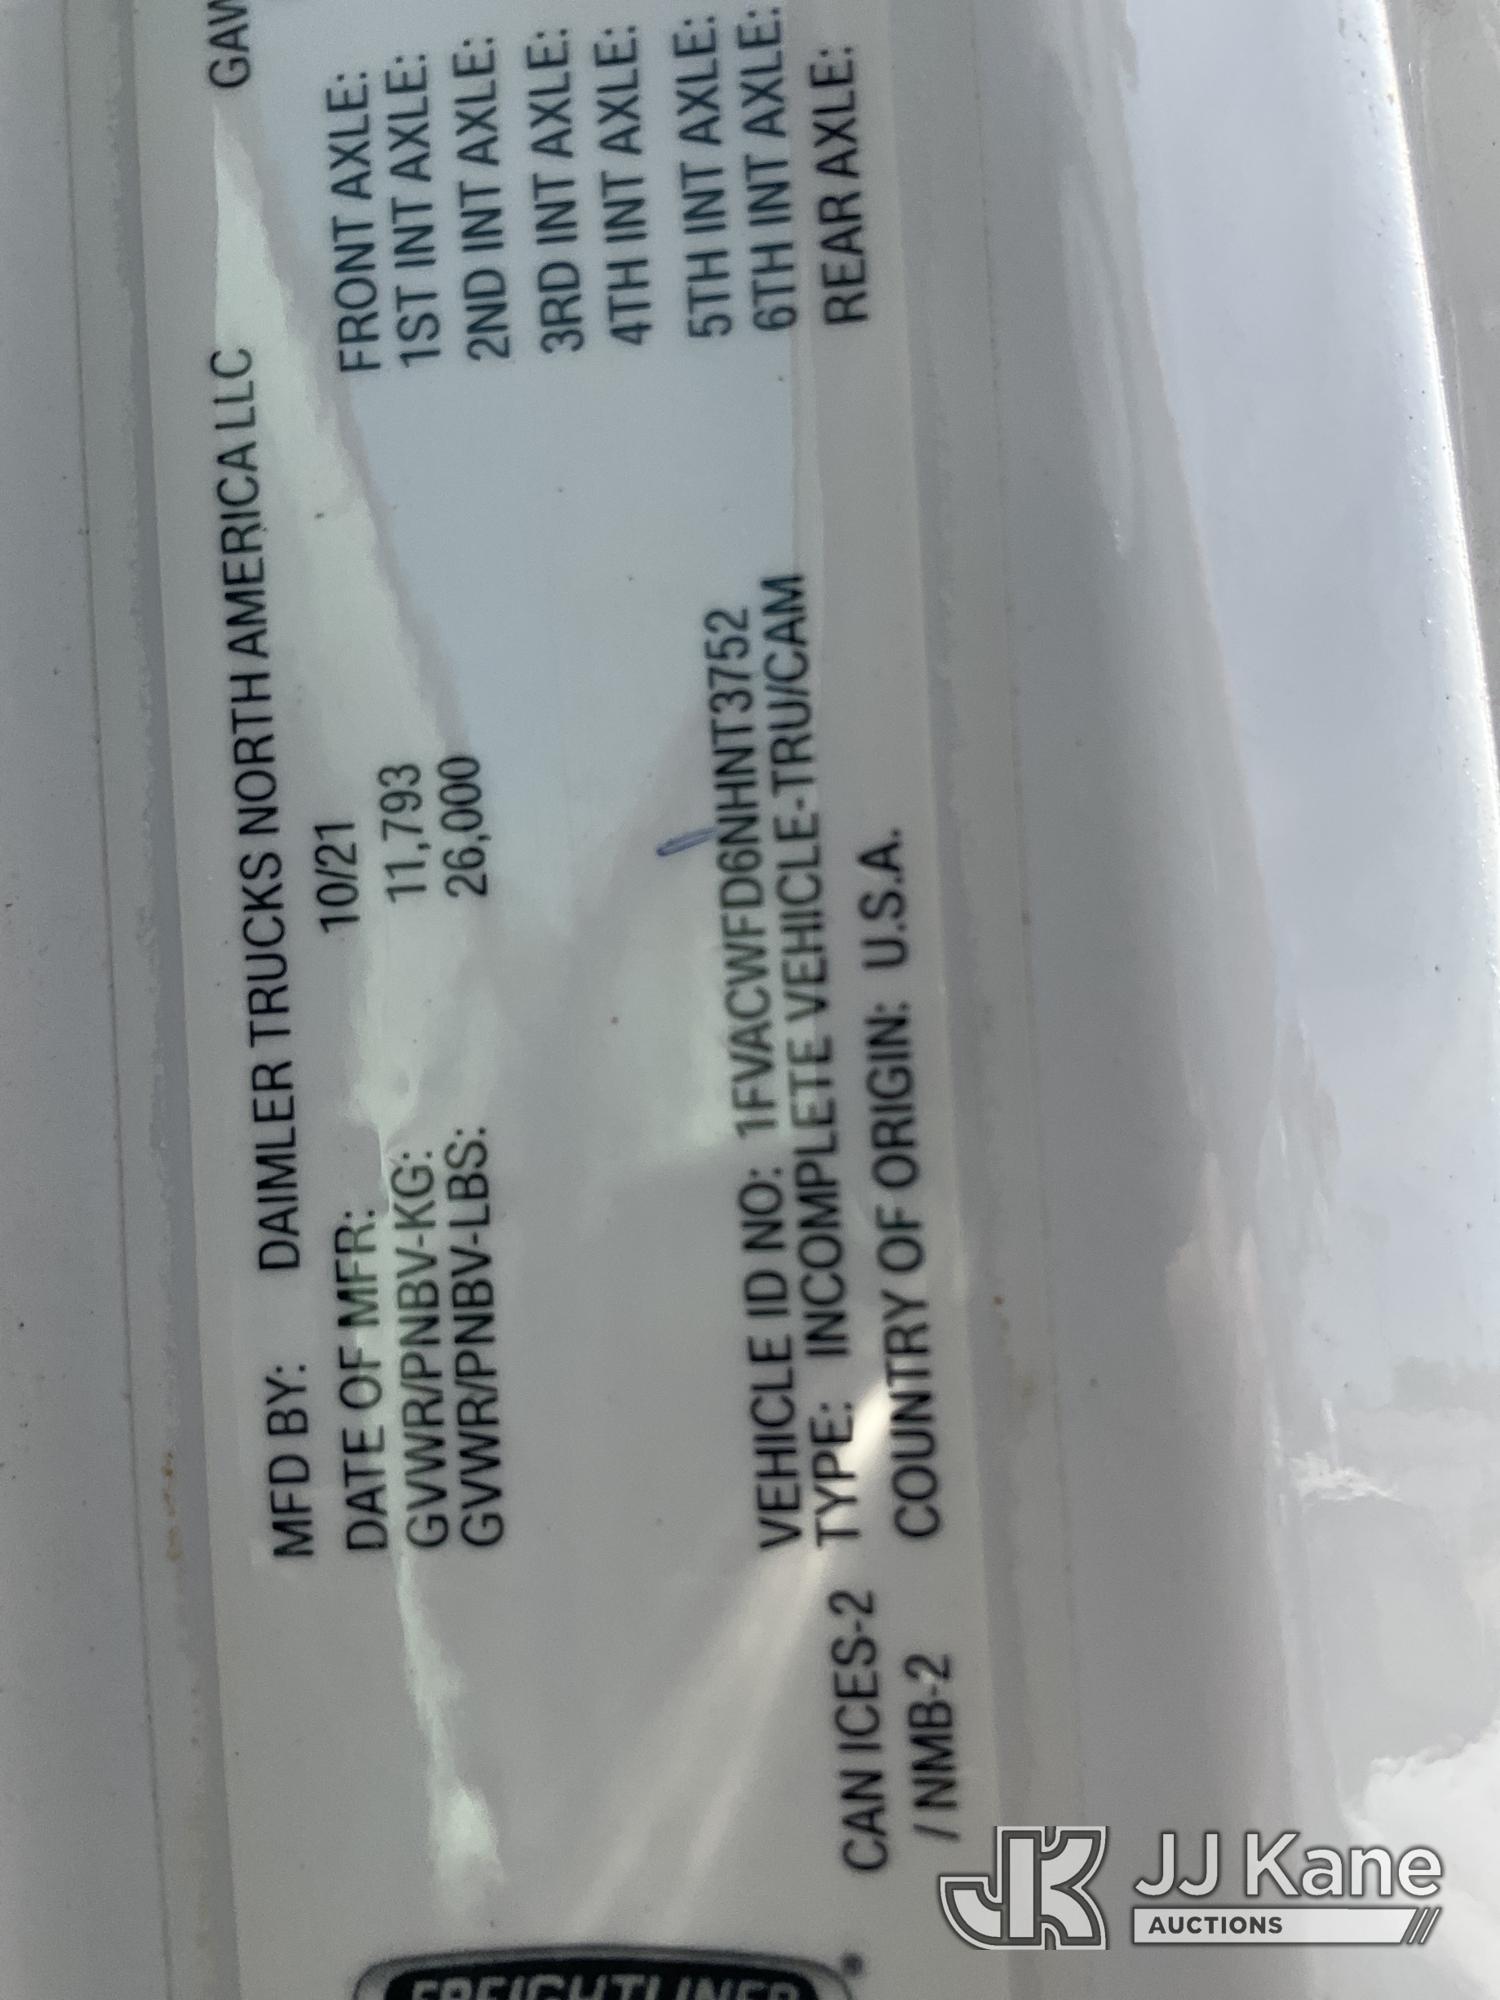 MFD BY: DAIMLER TRUCKS NORTH AMERICA LLC
DATE OF MFR: 10/21
GVWR/PNBV-KG: 11,793
GVWR/PNBV-LBS: 26,000
VEHICLE ID NO: 1FVACWFD6NHNT3752
TYPE: INCOMPLETE VEHICLE-TRU/CAM
COUNTRY OF ORIGIN: U.S.A.
CAN ICES-2
/ NMB-2
FRONT AXLE:
1ST INT AXLE:
2ND INT AXLE:
3RD INT AXLE:
4TH INT AXLE:
5TH INT AXLE:
6TH INT AXLE:
REAR AXLE:
FREIGHTLINER
JJ Kane
AUCTIONS